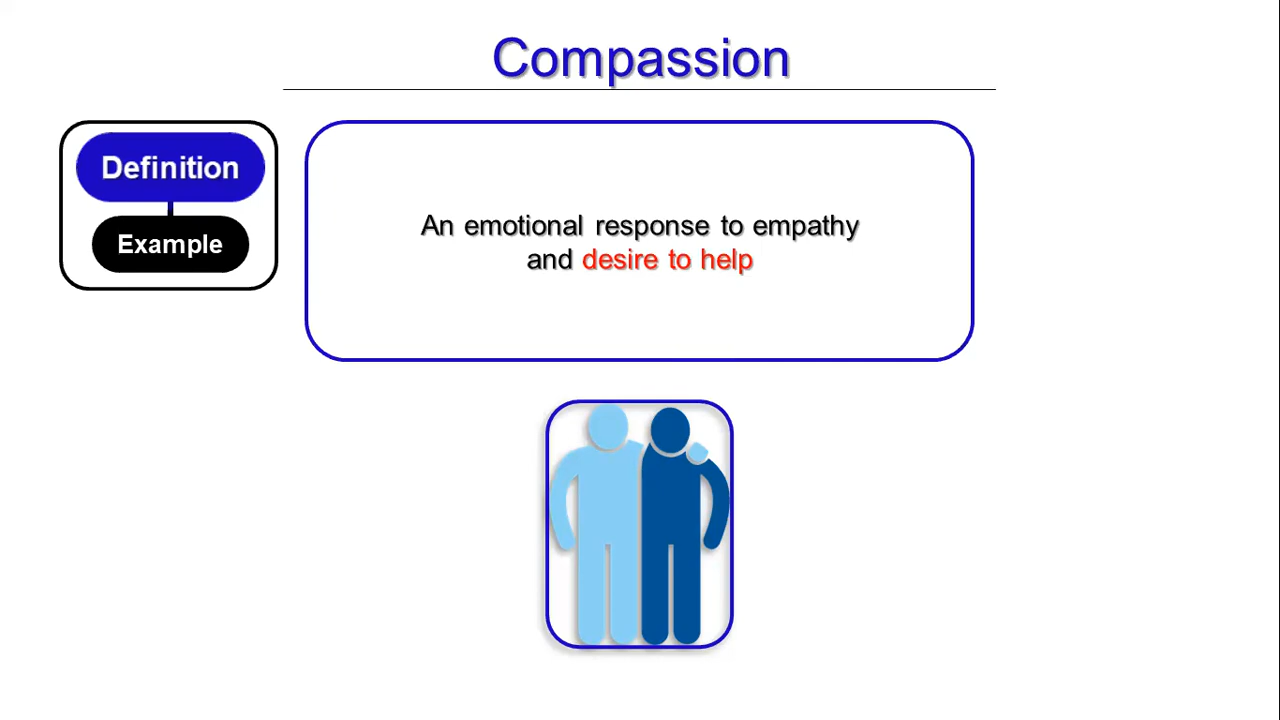 Compassion
Definition
Example
An emotional response to empathy
and desire to help